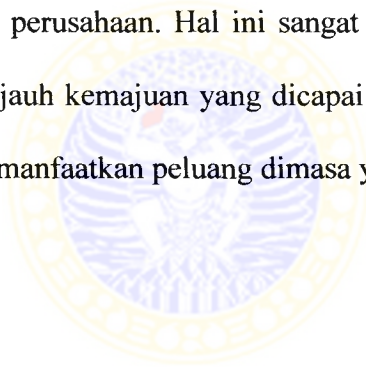 perusahaan. Hal ini sangat
jauh kemajuan yang dicapai
manfaatkan peluang dimasa